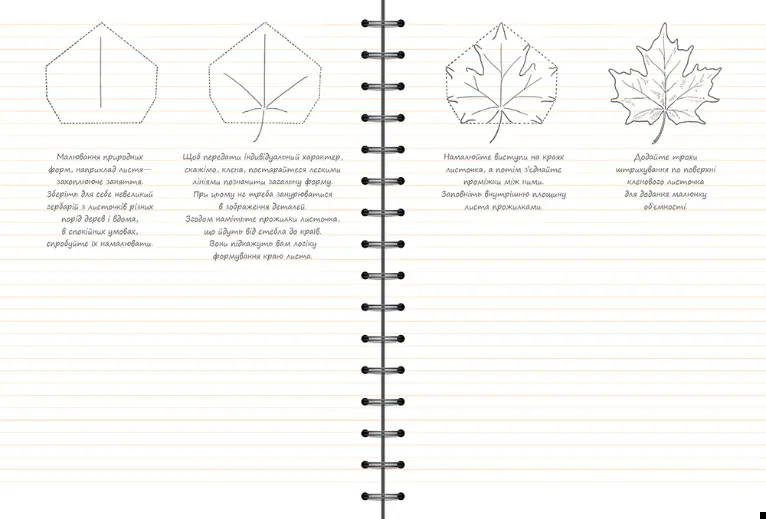 Малювання природних
форм, наприклад листя—
захоплююче заняття.
Зберіть для себе невеликий
гербарій з листочків різних
порід дерев і вдома,
в спокійних умовах,
спробуйте їх намалювати.
Щоб передати індивідуальний характер,
скажімо, клена, постарайтеся легкими
лініями позначити загальну форму.
При цьому не треба занурюватися
в зображення деталей.
Згодом намітьте прожилки листочка,
що йдуть від стебла до країв.
Вони підкажуть вам логіку
формування краю листа.
Намалюйте виступи на краях
листочка, а потім з'єднайте
проміжки між ними.
Заповніть внутрішню площину
листа прожилками.
Додайте трохи
штрихування по поверхні
кленового листочка
для додання малюнку
об'ємності.